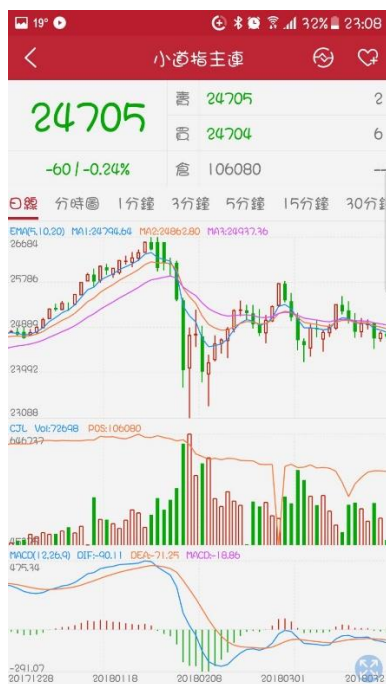 19° 32% 23:08
小道指主連
24705
賣 24705 2
買 24704 6
-60 / -0.24% 倉 106080 --
日線 分時圖 1分鐘 3分鐘 5分鐘 15分鐘 30分鐘
EMA(5,10,20) MA1:24794.64 MA2:24862.80 MA3:24937.36
26684
25786
24889
23992
23088
CJL Vol:72698 POS:106080
MACD(12,26,9) DIF:-90.11 DEA:-71.25 MACD:-18.86
475.34
-291.07
20171228 20180118 20180208 20180301